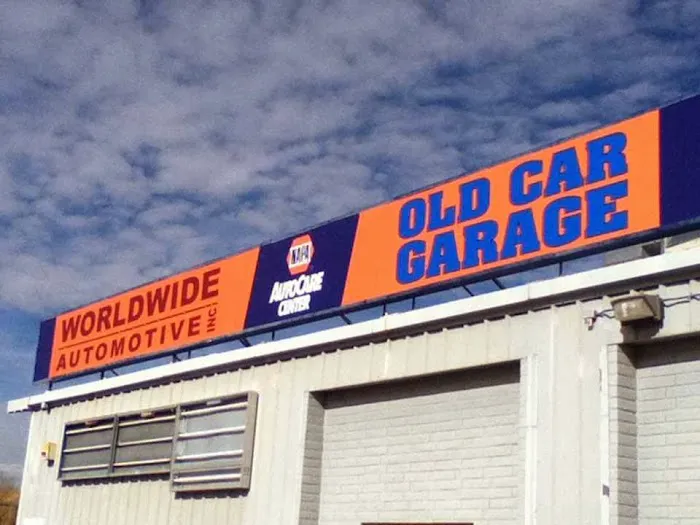 WORLDWIDE
AUTOMOTIVE INC.
NAPA
AUTOCARE
CENTER
OLD CAR
GARAGE